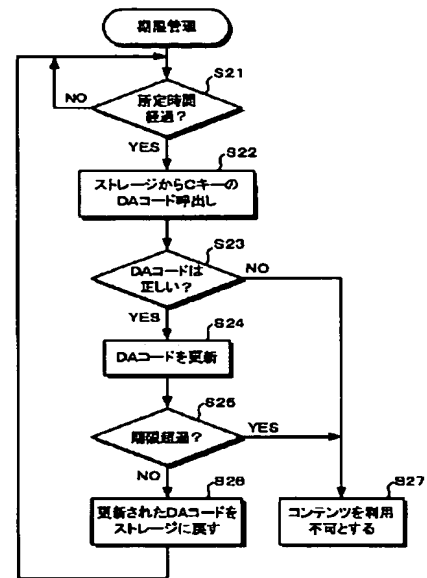 期限管理
S21
所定時間
経過？
NO
YES
S22
ストレージからCキーの
DAコード呼出し
S23
DAコードは
正しい？
NO
YES
S24
DAコードを更新
S25
期限超過？
YES
NO
S26
更新されたDAコードを
ストレージに戻す
S27
コンテンツを利用
不可とする